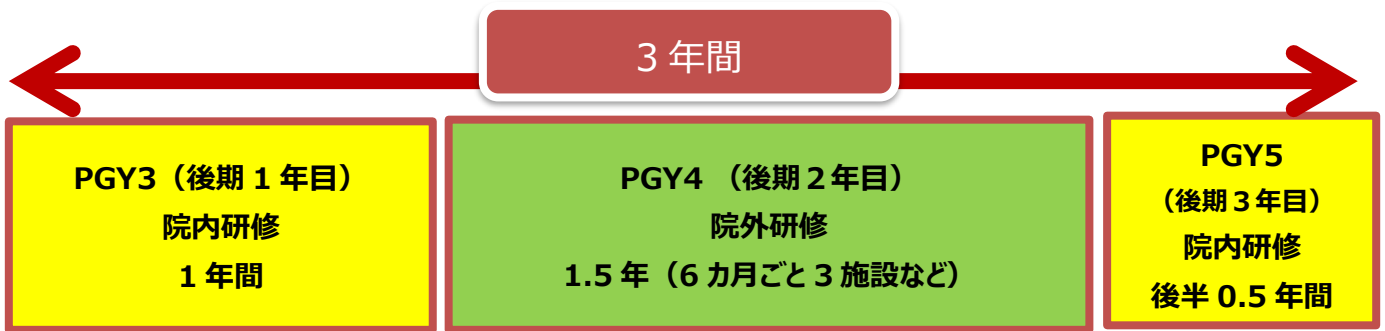 3 年間
PGY3（後期 1 年目）
院内研修
1 年間
PGY4 （後期２年目）
院外研修
1.5 年（6 カ月ごと 3 施設など）
PGY5
（後期３年目）
院内研修
後半 0.5 年間